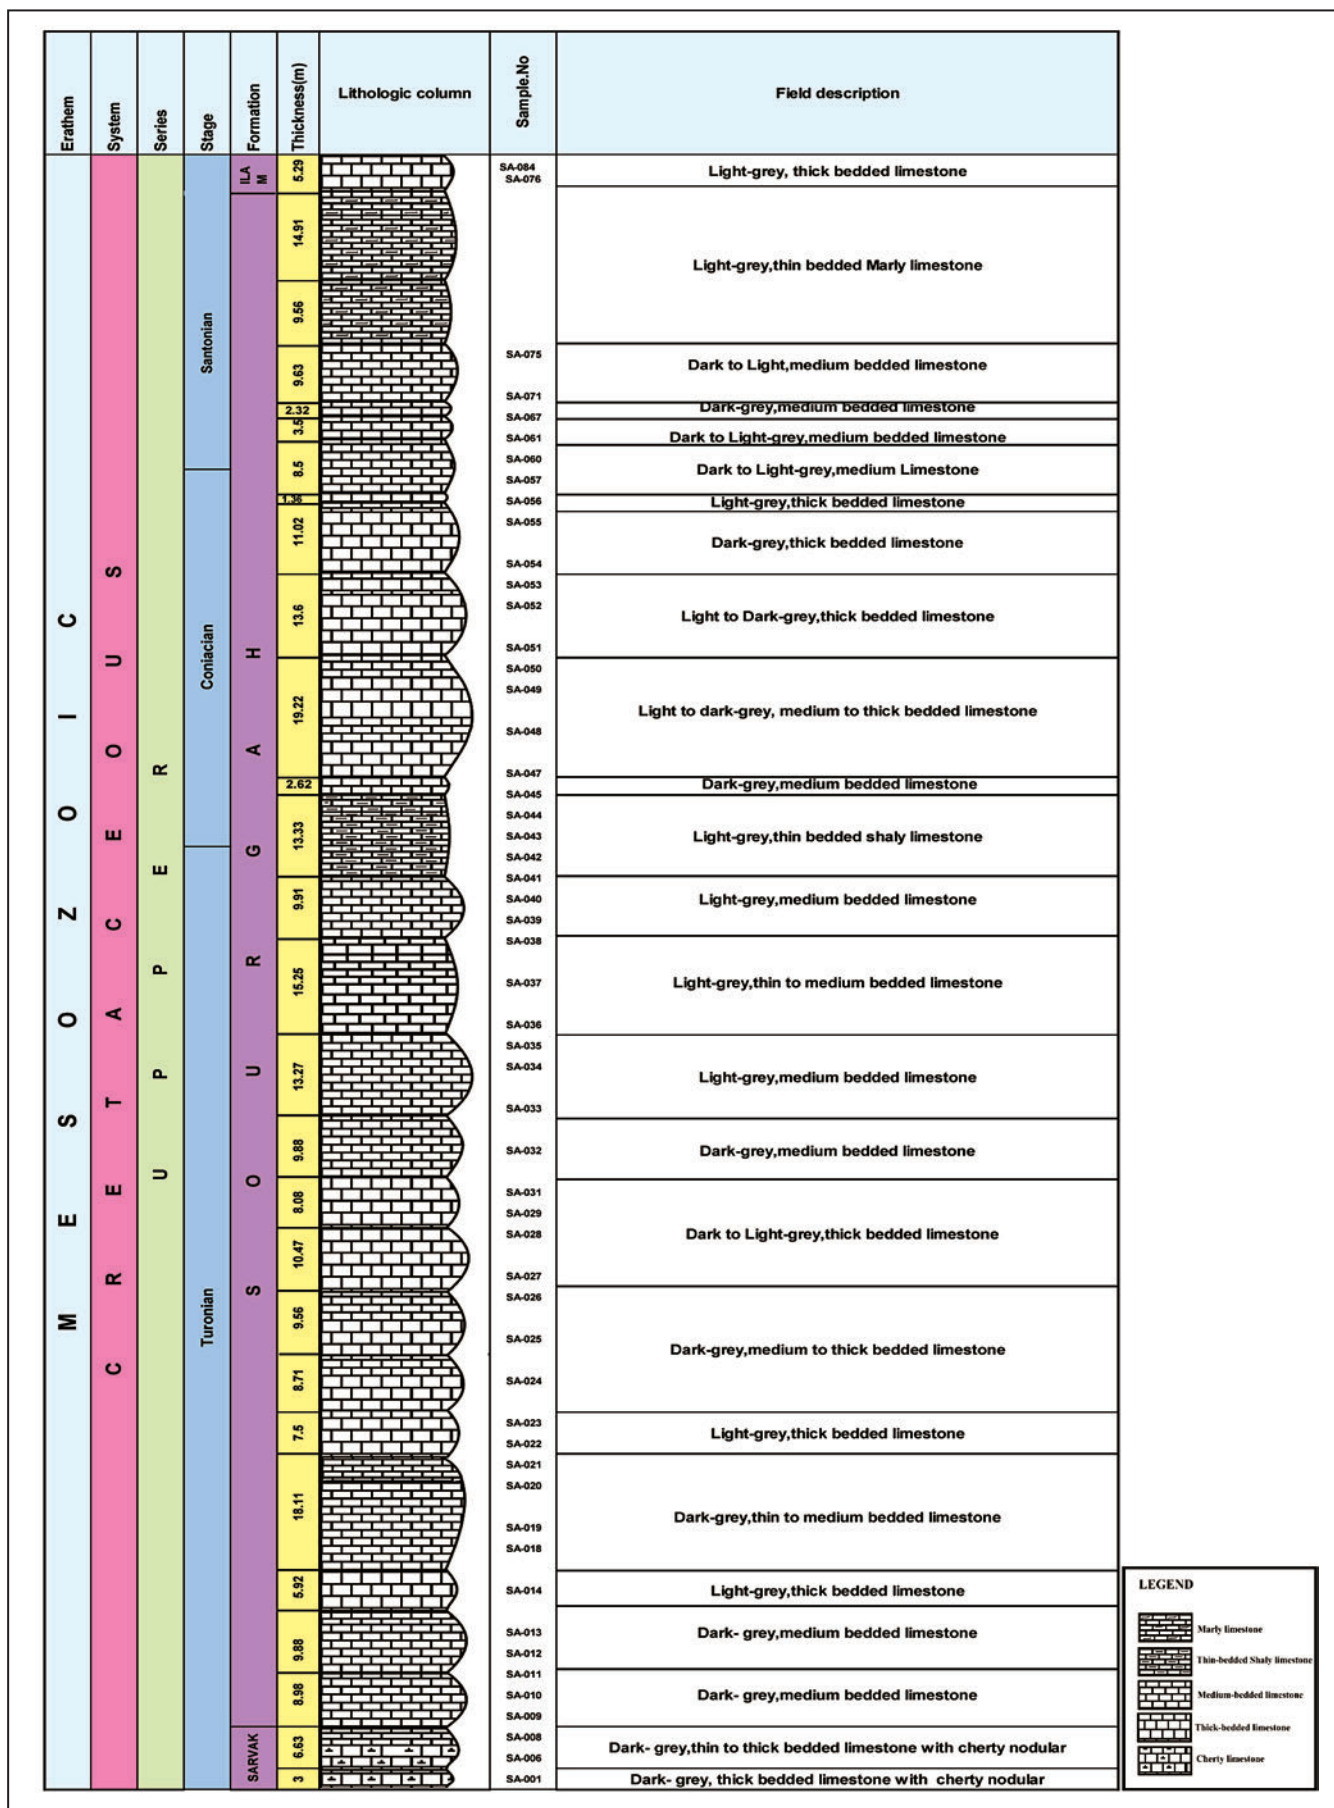 Erathem
System
Series
Stage
Formation
Thickness(m)
Lithologic column
Sample.No
Field description
MESOZOIC
CRETACEOUS
UPPER
Santonian
Coniacian
Turonian
ILA
M
SOURGAH
SARVAK
5.29
14.91
9.56
9.63
2.32
3.5
8.5
1.36
11.02
13.6
19.22
2.62
13.33
9.91
15.25
13.27
9.88
8.08
10.47
9.56
8.71
7.5
18.11
5.92
9.88
8.98
6.63
3
SA-084
SA-076
SA-075
SA-071
SA-067
SA-061
SA-060
SA-057
SA-056
SA-055
SA-054
SA-053
SA-052
SA-051
SA-050
SA-049
SA-048
SA-047
SA-045
SA-044
SA-043
SA-042
SA-041
SA-040
SA-039
SA-038
SA-037
SA-036
SA-035
SA-034
SA-033
SA-032
SA-031
SA-029
SA-028
SA-027
SA-026
SA-025
SA-024
SA-023
SA-022
SA-021
SA-020
SA-019
SA-018
SA-014
SA-013
SA-012
SA-011
SA-010
SA-009
SA-008
SA-006
SA-001
Light-grey, thick bedded limestone
Light-grey,thin bedded Marly limestone
Dark to Light,medium bedded limestone
Dark-grey,medium bedded limestone
Dark to Light-grey,medium bedded limestone
Dark to Light-grey,medium Limestone
Light-grey,thick bedded limestone
Dark-grey,thick bedded limestone
Light to Dark-grey,thick bedded limestone
Light to dark-grey, medium to thick bedded limestone
Dark-grey,medium bedded limestone
Light-grey,thin bedded shaly limestone
Light-grey,medium bedded limestone
Light-grey,thin to medium bedded limestone
Light-grey,medium bedded limestone
Dark-grey,medium bedded limestone
Dark to Light-grey,thick bedded limestone
Dark-grey,medium to thick bedded limestone
Light-grey,thick bedded limestone
Dark-grey,thin to medium bedded limestone
Light-grey,thick bedded limestone
Dark- grey,medium bedded limestone
Dark- grey,medium bedded limestone
Dark- grey,thin to thick bedded limestone with cherty nodular
Dark- grey, thick bedded limestone with cherty nodular
LEGEND
Marly limestone
Thin-bedded Shaly limestone
Medium-bedded limestone
Thick-bedded limestone
Cherty limestone